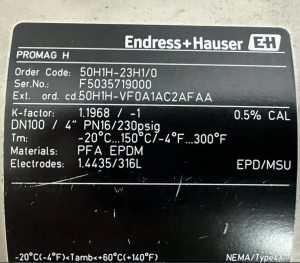 Endress+Hauser EH
PROMAG H
Order Code: 50H1H-23H1/0
Ser.No.: F5035719000
Ext. ord. cd. 50H1H-VF0A1AC2AFAA
K-factor: 1.1968 / -1 0.5% CAL
DN100 / 4" PN16/230psig
Tm: -20°C...150°C/-4°F...300°F
Materials: PFA EPDM
Electrodes: 1.4435/316L EPD/MSU
-20°C(-4°F)<Tamb<+60°C(+140°F) NEMA/Type4X